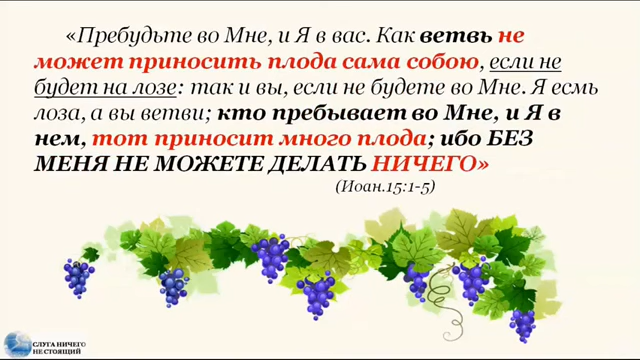 «Пребудьте во Мне, и Я в вас. Как ветвь не
может приносить плода сама собою, если не
будет на лозе: так и вы, если не будете во Мне. Я есмь
лоза, а вы ветви; кто пребывает во Мне, и Я в
нем, тот приносит много плода; ибо БЕЗ
МЕНЯ НЕ МОЖЕТЕ ДЕЛАТЬ НИЧЕГО»
(Иоан.15:1-5)
СЛУГА НИЧЕГО
НЕ СТОЯЩИЙ